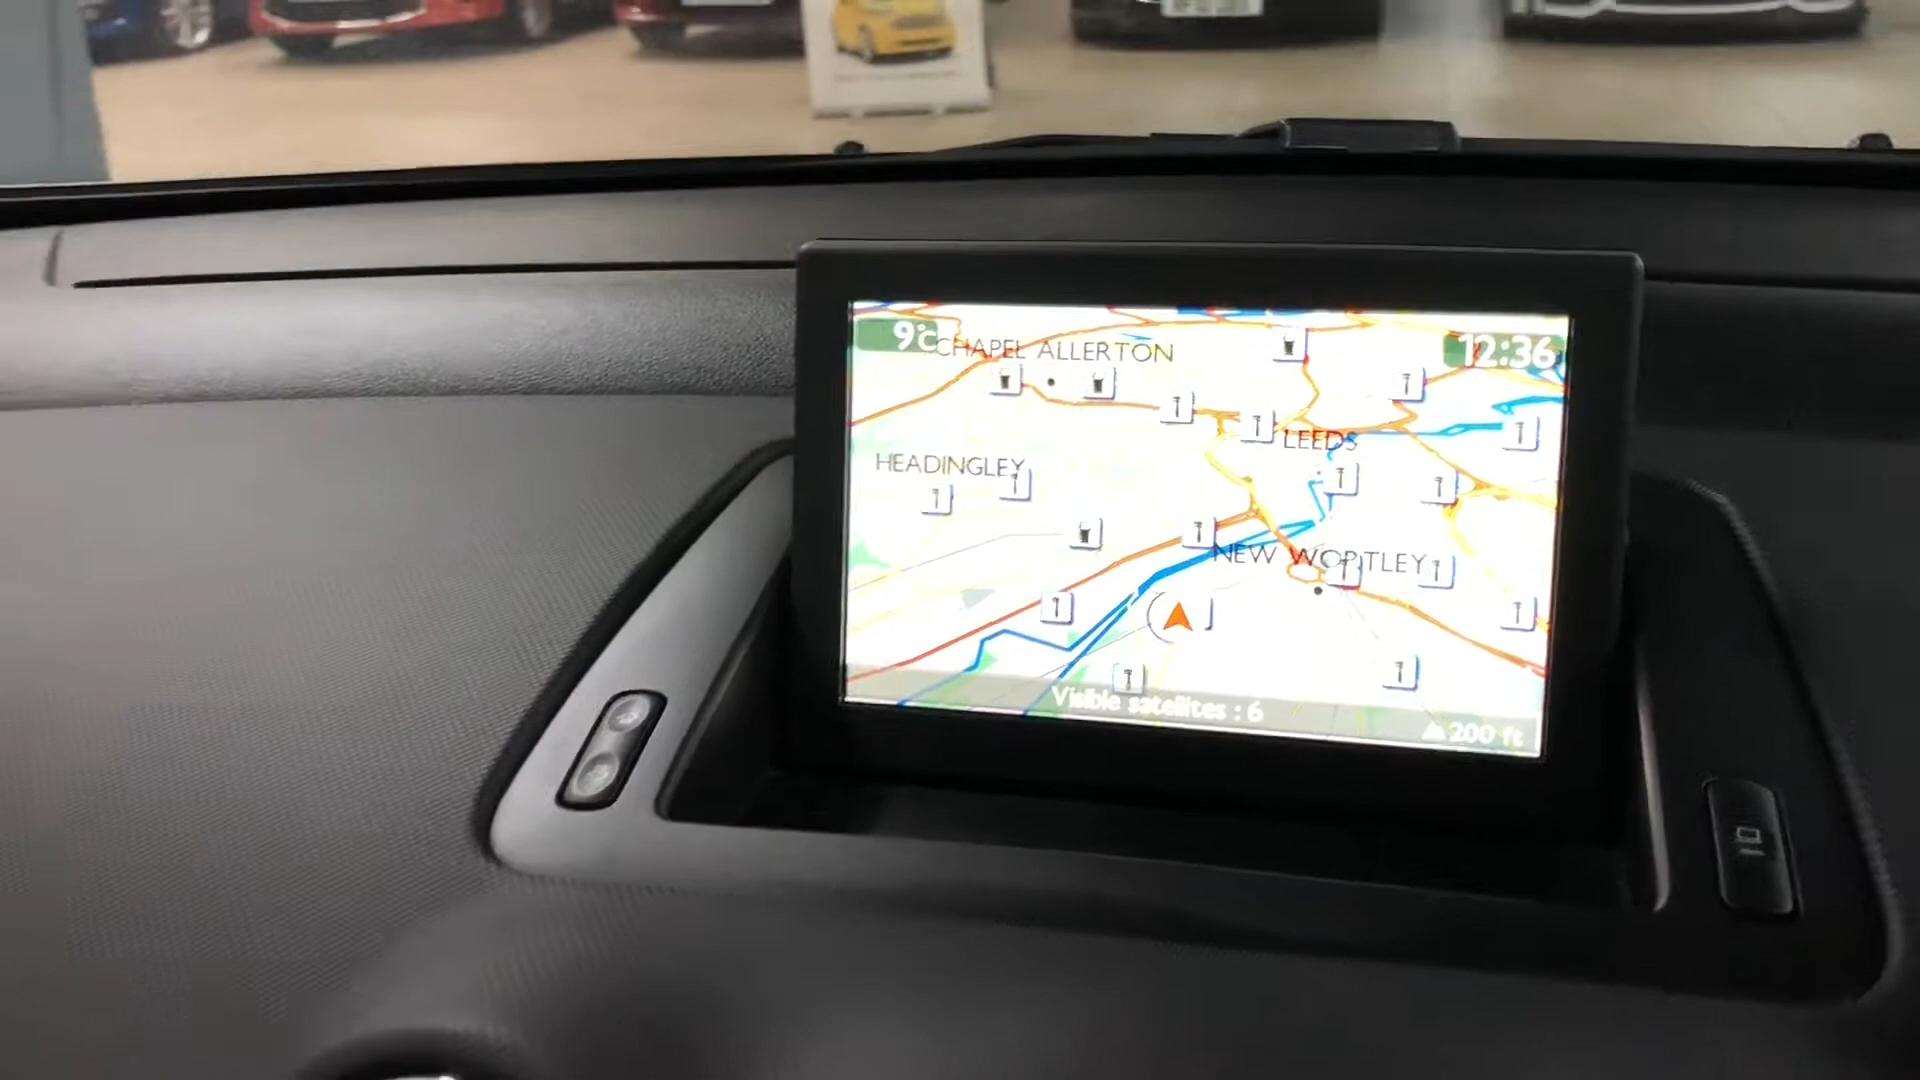 9°C
12:36
CHAPEL ALLERTON
LEEDS
HEADINGLEY
NEW WORTLEY
Visible satellites : 6
200 ft